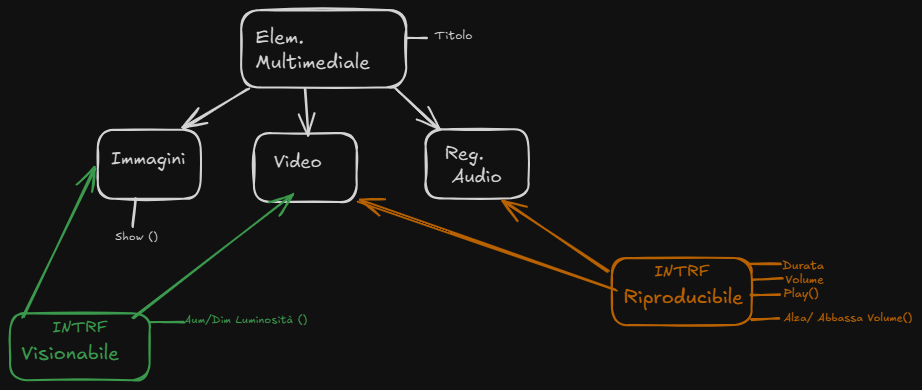 Elem.
Multimediale
Titolo
Immagini
Video
Reg.
Audio
Show ()
INTRF
Riproducibile
Durata
Volume
Play()
Alza/ Abbassa Volume()
INTRF
Visionabile
Aum/Dim Luminosità ()